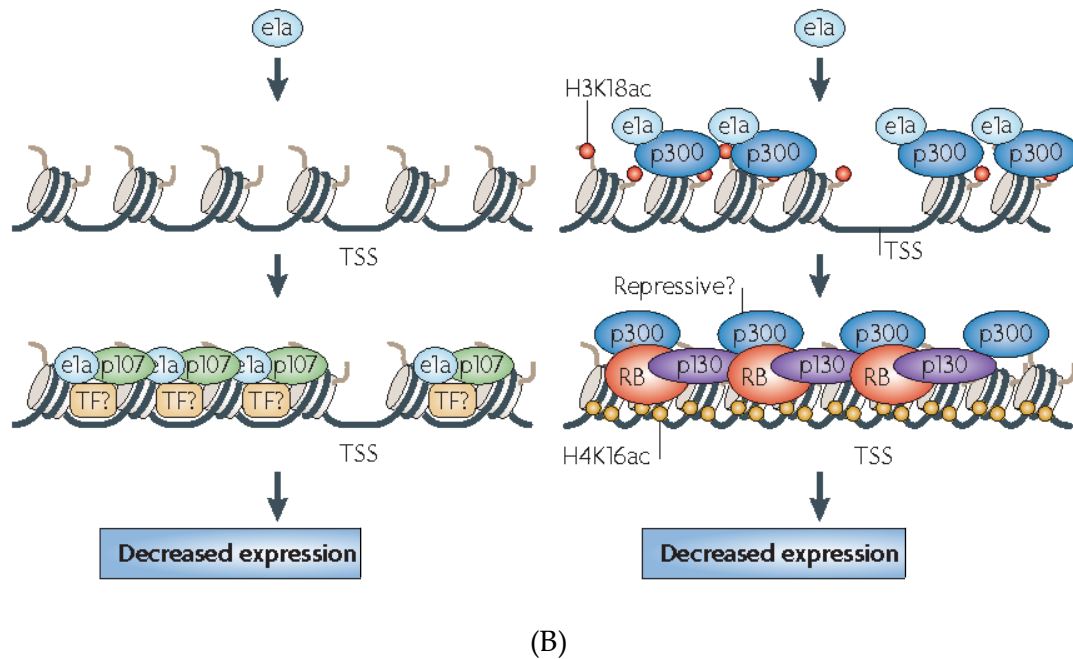 e1a
e1a
H3K18ac
e1a
e1a
e1a
e1a
p300
p300
p300
p300
TSS
TSS
Repressive?
p300
p300
p300
p300
e1a
p107
e1a
p107
e1a
p107
e1a
p107
RB
p130
RB
p130
RB
p130
TF?
TF?
TF?
TF?
TSS
H4K16ac
TSS
Decreased expression
Decreased expression
(B)